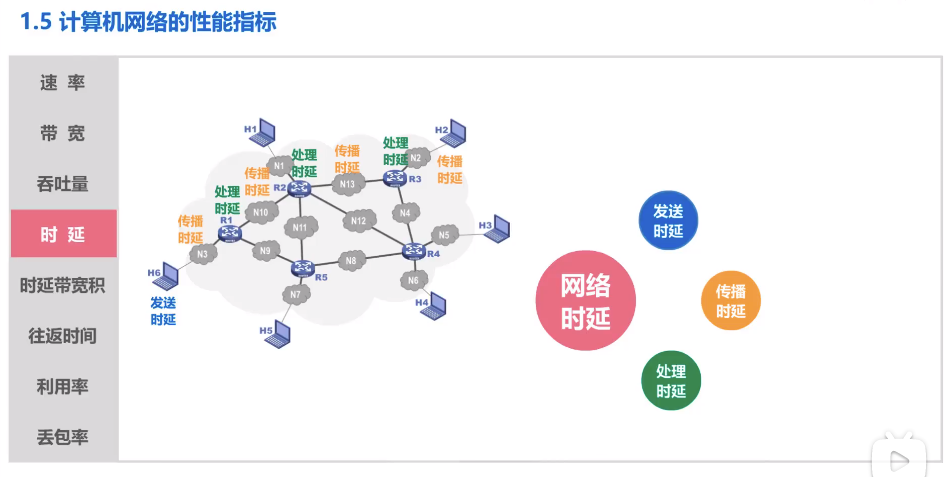 1.5 计算机网络的性能指标
速 率
带 宽
吞吐量
时 延
时延带宽积
往返时间
利用率
丢包率
H1
H2
N1
处理
时延
传播
时延
处理
时延
N2
传播
时延
R2
N13
R3
传播
时延
处理
时延
R1
N10
N11
N12
N4
H3
N5
传播
时延
N3
N9
N8
R4
R5
H6
N7
N6
H4
发送
时延
H5
网络
时延
发送
时延
传播
时延
处理
时延